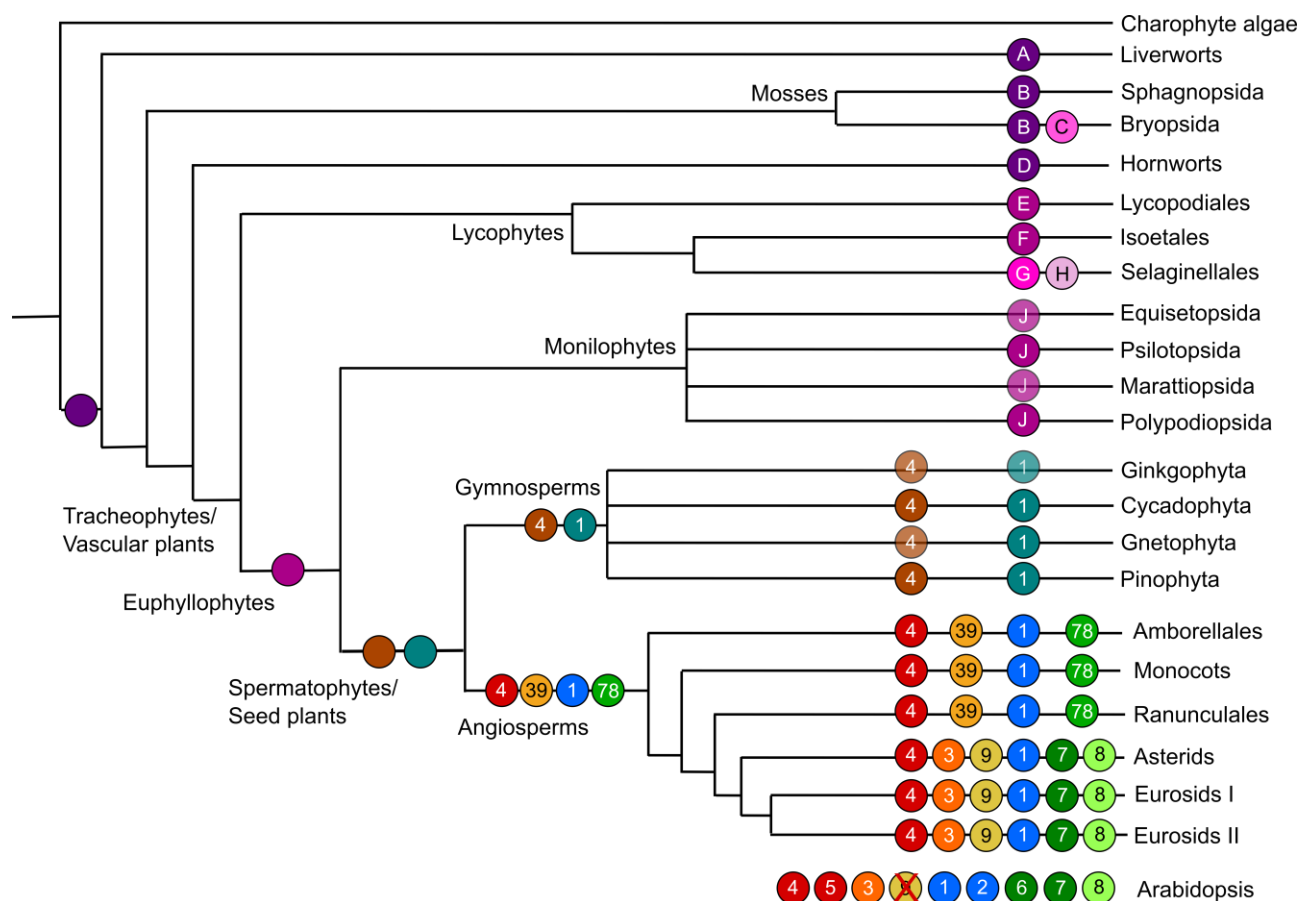 Charophyte algae
A Liverworts
Mosses
B Sphagnopsida
B C Bryopsida
D Hornworts
E Lycopodiales
Lycophytes
F Isoetales
G H Selaginellales
J Equisetopsida
Monilophytes
J Psilotopsida
J Marattiopsida
J Polypodiopsida
Gymnosperms
4 1 Ginkgophyta
4 1 Cycadophyta
Tracheophytes/
Vascular plants
4 1
4 1 Gnetophyta
4 1 Pinophyta
Euphyllophytes
4 39 1 78 Amborellales
4 39 1 78 Monocots
Spermatophytes/
Seed plants
4 39 1 78
Angiosperms
4 39 1 78 Ranunculales
4 3 9 1 7 8 Asterids
4 3 9 1 7 8 Eurosids I
4 3 9 1 7 8 Eurosids II
4 5 3 9 1 2 6 7 8 Arabidopsis